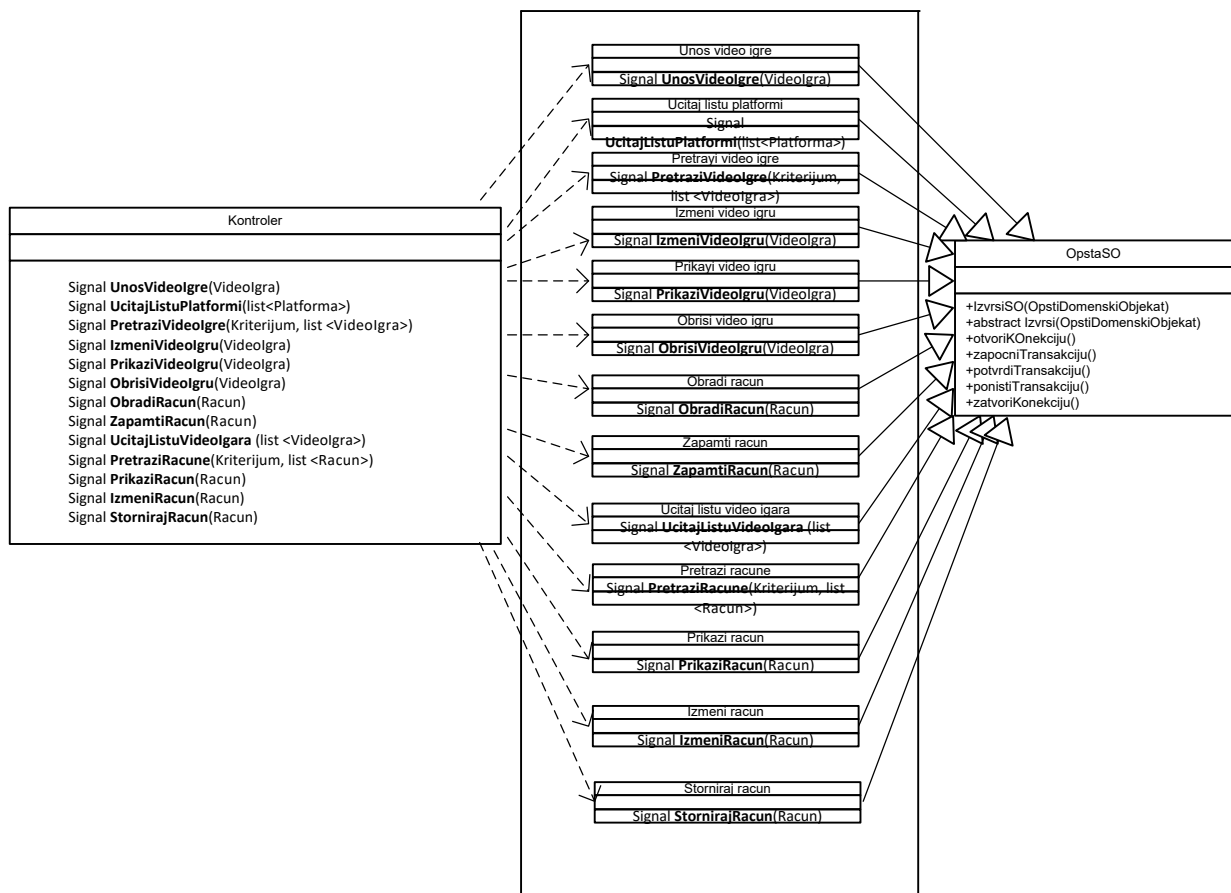 Kontroler
Signal UnosVideoIgre(VideoIgra)
Signal UcitajListuPlatformi(list<Platforma>)
Signal PretraziVideoIgre(Kriterijum, list <VideoIgra>)
Signal IzmeniVideoIgru(VideoIgra)
Signal PrikaziVideoIgru(VideoIgra)
Signal ObrisiVideoIgru(VideoIgra)
Signal ObradiRacun(Racun)
Signal ZapamtiRacun(Racun)
Signal UcitajListuVideoIgara (list <VideoIgra>)
Signal PretraziRacune(Kriterijum, list <Racun>)
Signal PrikaziRacun(Racun)
Signal IzmeniRacun(Racun)
Signal StornirajRacun(Racun)
Unos video igre
Signal UnosVideoIgre(VideoIgra)
Ucitaj listu platformi
Signal
UcitajListuPlatformi(list<Platforma>)
Pretrayi video igre
Signal PretraziVideoIgre(Kriterijum,
list <VideoIgra>)
Izmeni video igru
Signal IzmeniVideoIgru(VideoIgra)
Prikayi video igru
Signal PrikaziVideoIgru(VideoIgra)
Obrisi video igru
Signal ObrisiVideoIgru(VideoIgra)
Obradi racun
Signal ObradiRacun(Racun)
Zapamti racun
Signal ZapamtiRacun(Racun)
Ucitaj listu video igara
Signal UcitajListuVideoIgara (list
<VideoIgra>)
Pretrazi racune
Signal PretraziRacune(Kriterijum, list
<Racun>)
Prikazi racun
Signal PrikaziRacun(Racun)
Izmeni racun
Signal IzmeniRacun(Racun)
Storniraj racun
Signal StornirajRacun(Racun)
OpstaSO
+IzvrsiSO(OpstiDomenskiObjekat)
+abstract Izvrsi(OpstiDomenskiObjekat)
+otvoriKOnekciju()
+zapocniTransakciju()
+potvrdiTransakciju()
+ponistiTransakciju()
+zatvoriKonekciju()